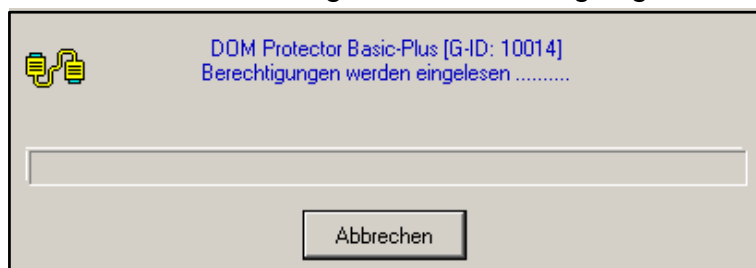 DOM Protector Basic-Plus [G-ID: 10014]
Berechtigungen werden eingelesen ..........
Abbrechen